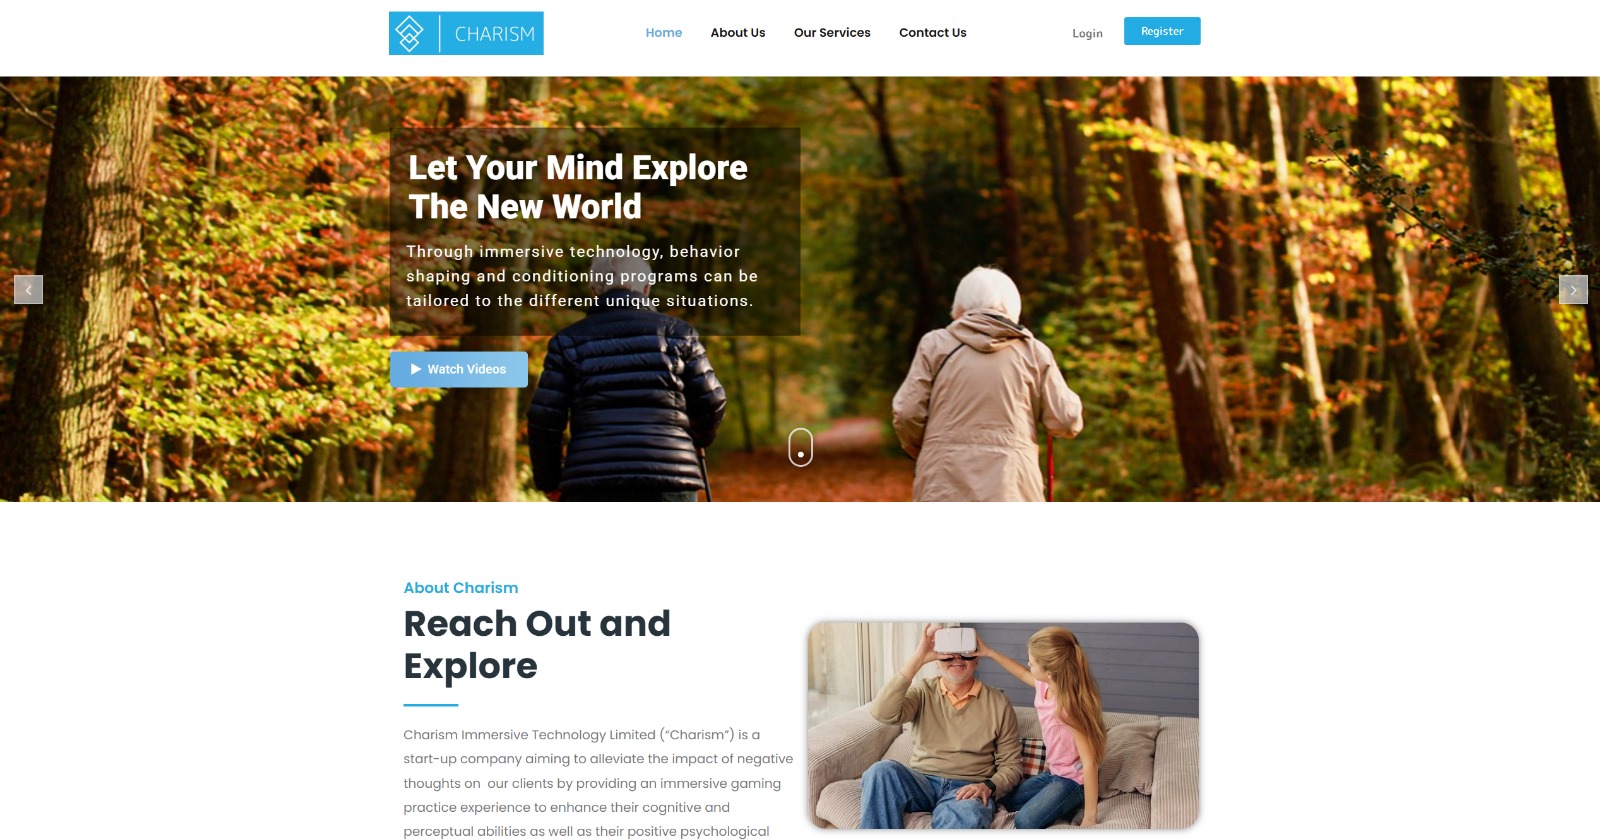 CHARISM
Home About Us Our Services Contact Us Login Register
Let Your Mind Explore
The New World
Through immersive technology, behavior
shaping and conditioning programs can be
tailored to the different unique situations.
Watch Videos
About Charism
Reach Out and
Explore
Charism Immersive Technology Limited (“Charism”) is a
start-up company aiming to alleviate the impact of negative
thoughts on  our clients by providing an immersive gaming
practice experience to enhance their cognitive and
perceptual abilities as well as their positive psychological